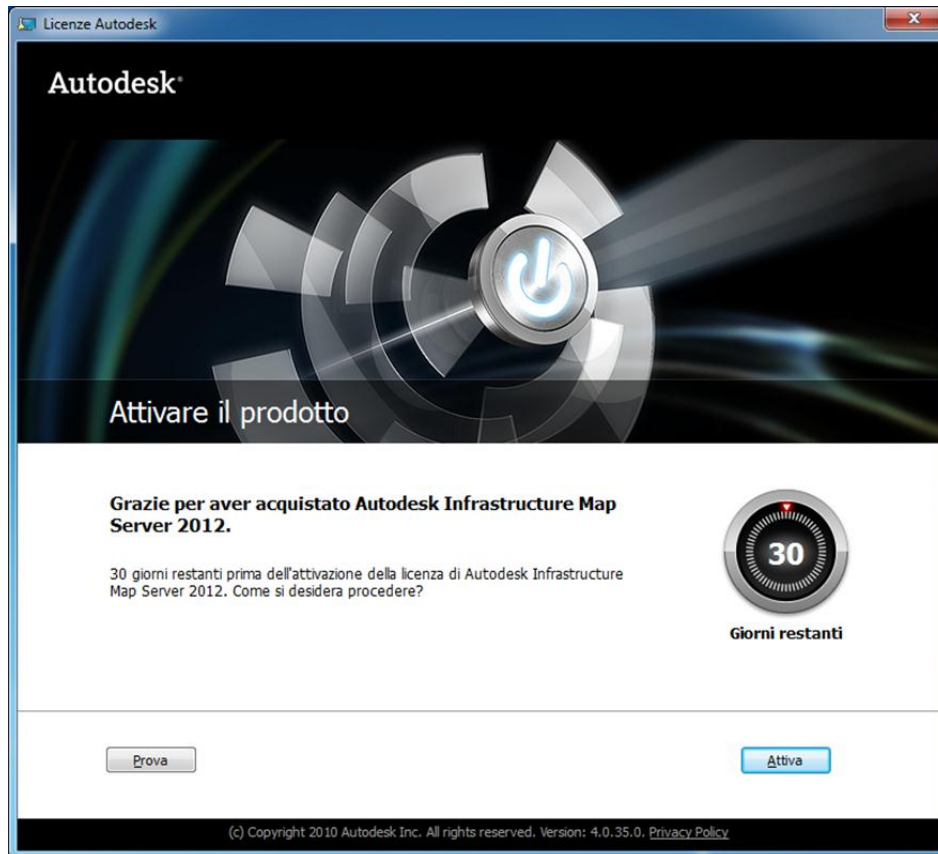 Licenze Autodesk
Autodesk®
Attivare il prodotto
Grazie per aver acquistato Autodesk Infrastructure Map
Server 2012.
30 giorni restanti prima dell'attivazione della licenza di Autodesk Infrastructure
Map Server 2012. Come si desidera procedere?
30
Giorni restanti
Prova
Attiva
(c) Copyright 2010 Autodesk Inc. All rights reserved. Version: 4.0.35.0. Privacy Policy